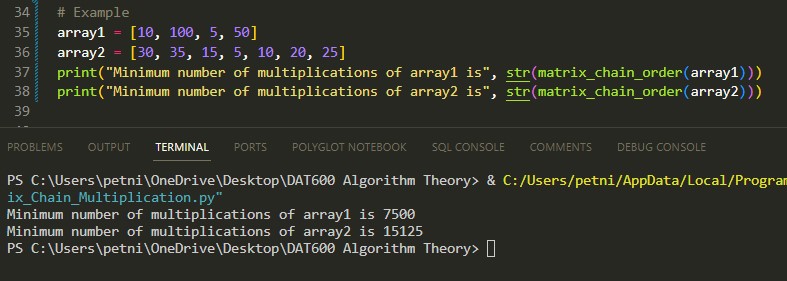 34 # Example
35 array1 = [10, 100, 5, 50]
36 array2 = [30, 35, 15, 5, 10, 20, 25]
37 print("Minimum number of multiplications of array1 is", str(matrix_chain_order(array1)))
38 print("Minimum number of multiplications of array2 is", str(matrix_chain_order(array2)))
39
PROBLEMS OUTPUT TERMINAL PORTS POLYGLOT NOTEBOOK SQL CONSOLE COMMENTS DEBUG CONSOLE
PS C:\Users\petni\OneDrive\Desktop\DAT600 Algorithm Theory> & C:/Users/petni/AppData/Local/Program
ix_Chain_Multiplication.py"
Minimum number of multiplications of array1 is 7500
Minimum number of multiplications of array2 is 15125
PS C:\Users\petni\OneDrive\Desktop\DAT600 Algorithm Theory>